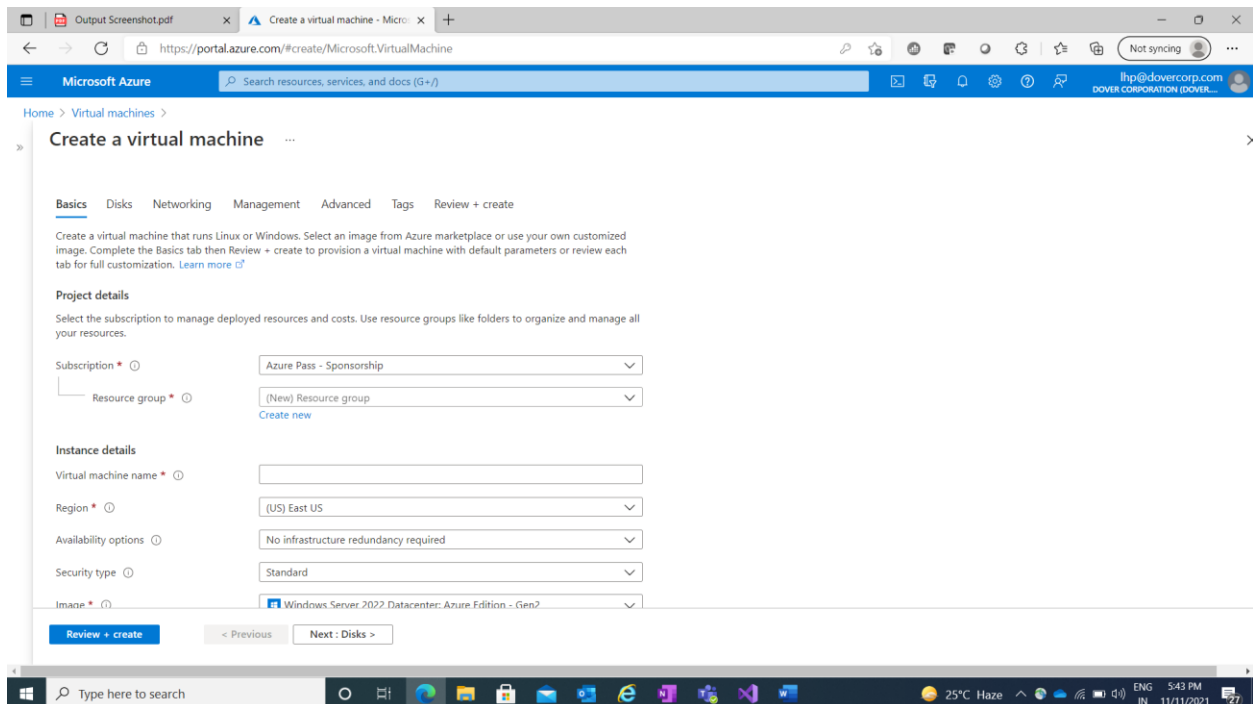 Output Screenshot.pdf
Create a virtual machine - Micro
https://portal.azure.com/#create/Microsoft.VirtualMachine
Not syncing
Microsoft Azure
Search resources, services, and docs (G+/)
lhp@dovercorp.com
DOVER CORPORATION (DOVER....
Home > Virtual machines >
Create a virtual machine ...
Basics Disks Networking Management Advanced Tags Review + create
Create a virtual machine that runs Linux or Windows. Select an image from Azure marketplace or use your own customized
image. Complete the Basics tab then Review + create to provision a virtual machine with default parameters or review each
tab for full customization. Learn more
Project details
Select the subscription to manage deployed resources and costs. Use resource groups like folders to organize and manage all
your resources.
Subscription * Azure Pass - Sponsorship
Resource group * (New) Resource group
Create new
Instance details
Virtual machine name *
Region * (US) East US
Availability options No infrastructure redundancy required
Security type Standard
Image * Windows Server 2022 Datacenter: Azure Edition - Gen2
Review + create < Previous Next : Disks >
Type here to search
25°C Haze
ENG 5:43 PM
IN 11/11/2021
27